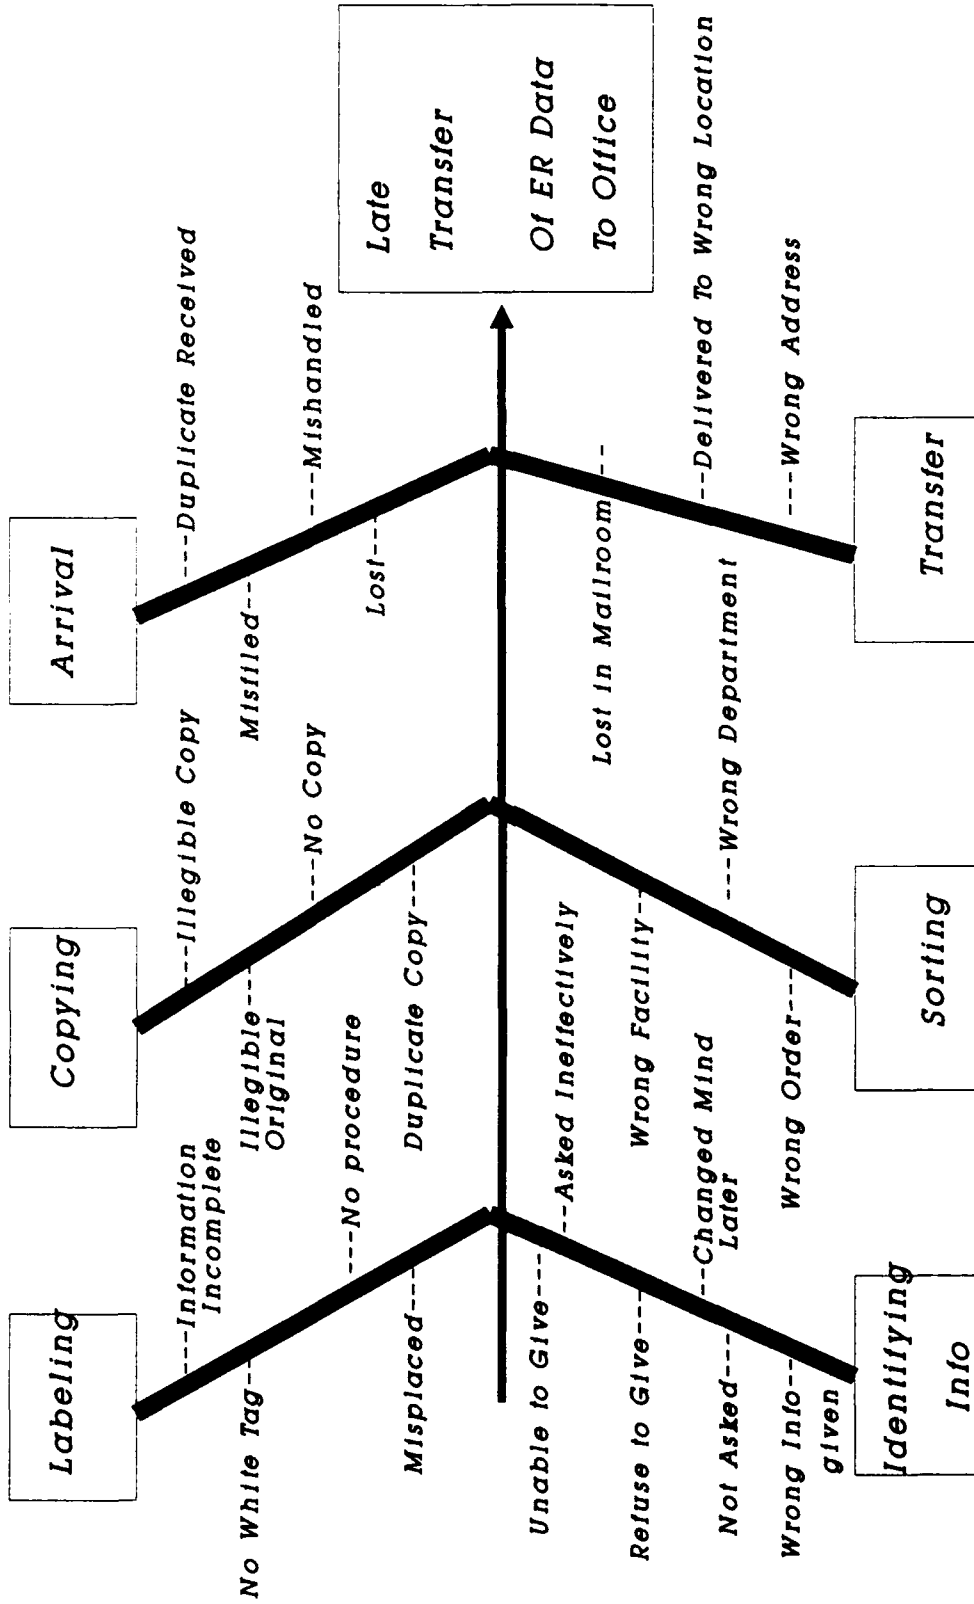 Labeling
Copying
Arrival
Information
Incomplete
No White Tag
No procedure
Misplaced
Illegible Copy
Illegible
Original
No Copy
Duplicate Copy
Duplicate Received
Misfiled
Mishandled
Lost
Late
Transfer
Of ER Data
To Office
Unable to Give
Asked Ineffectively
Refuse to Give
Changed Mind
Later
Not Asked
Wrong Info
given
Wrong Facility
Wrong Department
Wrong Order
Lost in Mailroom
Delivered To Wrong Location
Wrong Address
Identifying
Info
Sorting
Transfer